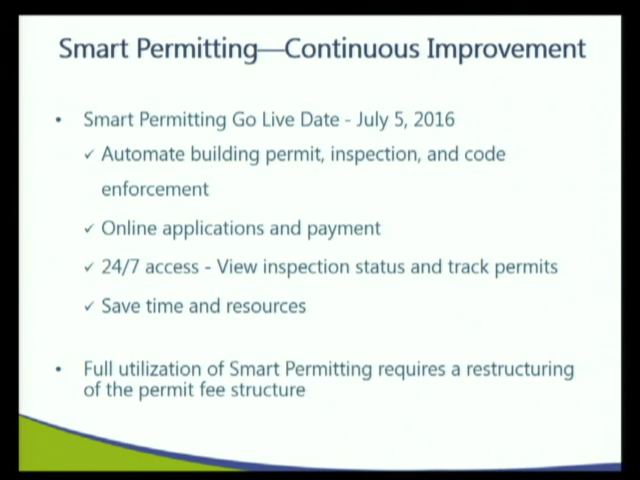 Smart Permitting—Continuous Improvement
• Smart Permitting Go Live Date - July 5, 2016
✓ Automate building permit, inspection, and code
enforcement
✓ Online applications and payment
✓ 24/7 access - View inspection status and track permits
✓ Save time and resources
• Full utilization of Smart Permitting requires a restructuring
of the permit fee structure